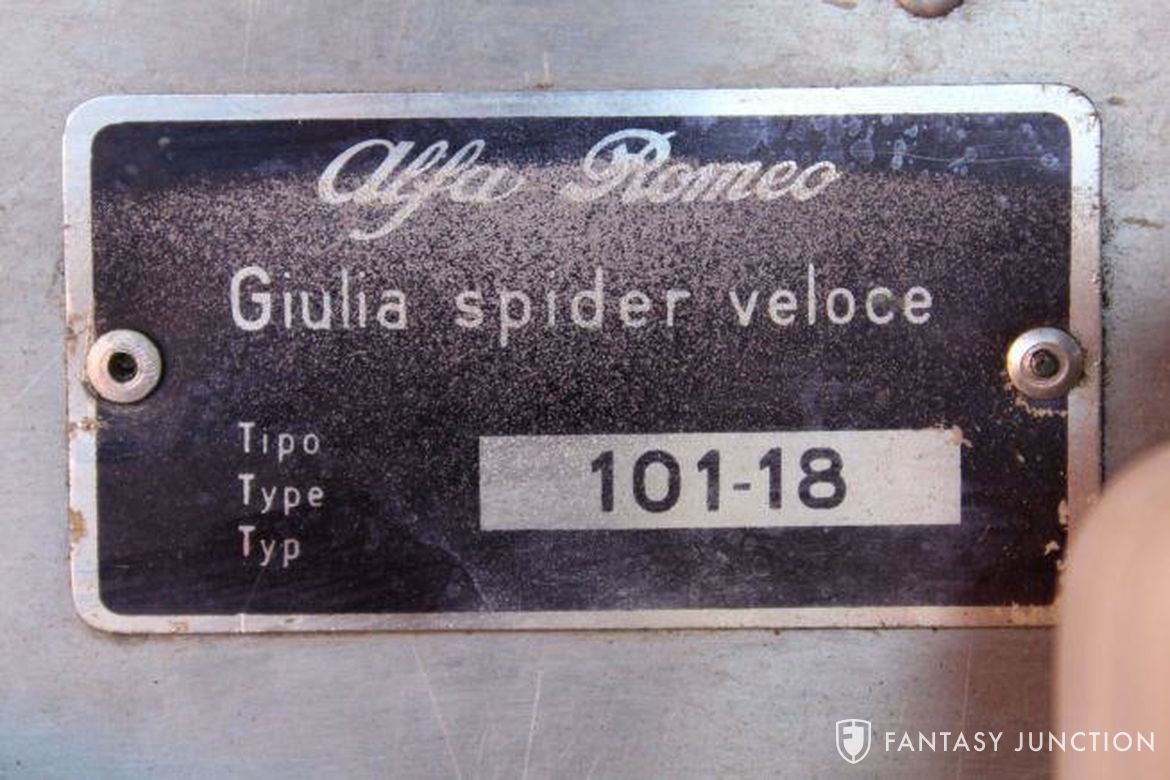 Alfa Romeo
Giulia spider veloce
Tipo
Type 101-18
Typ
FANTASY JUNCTION